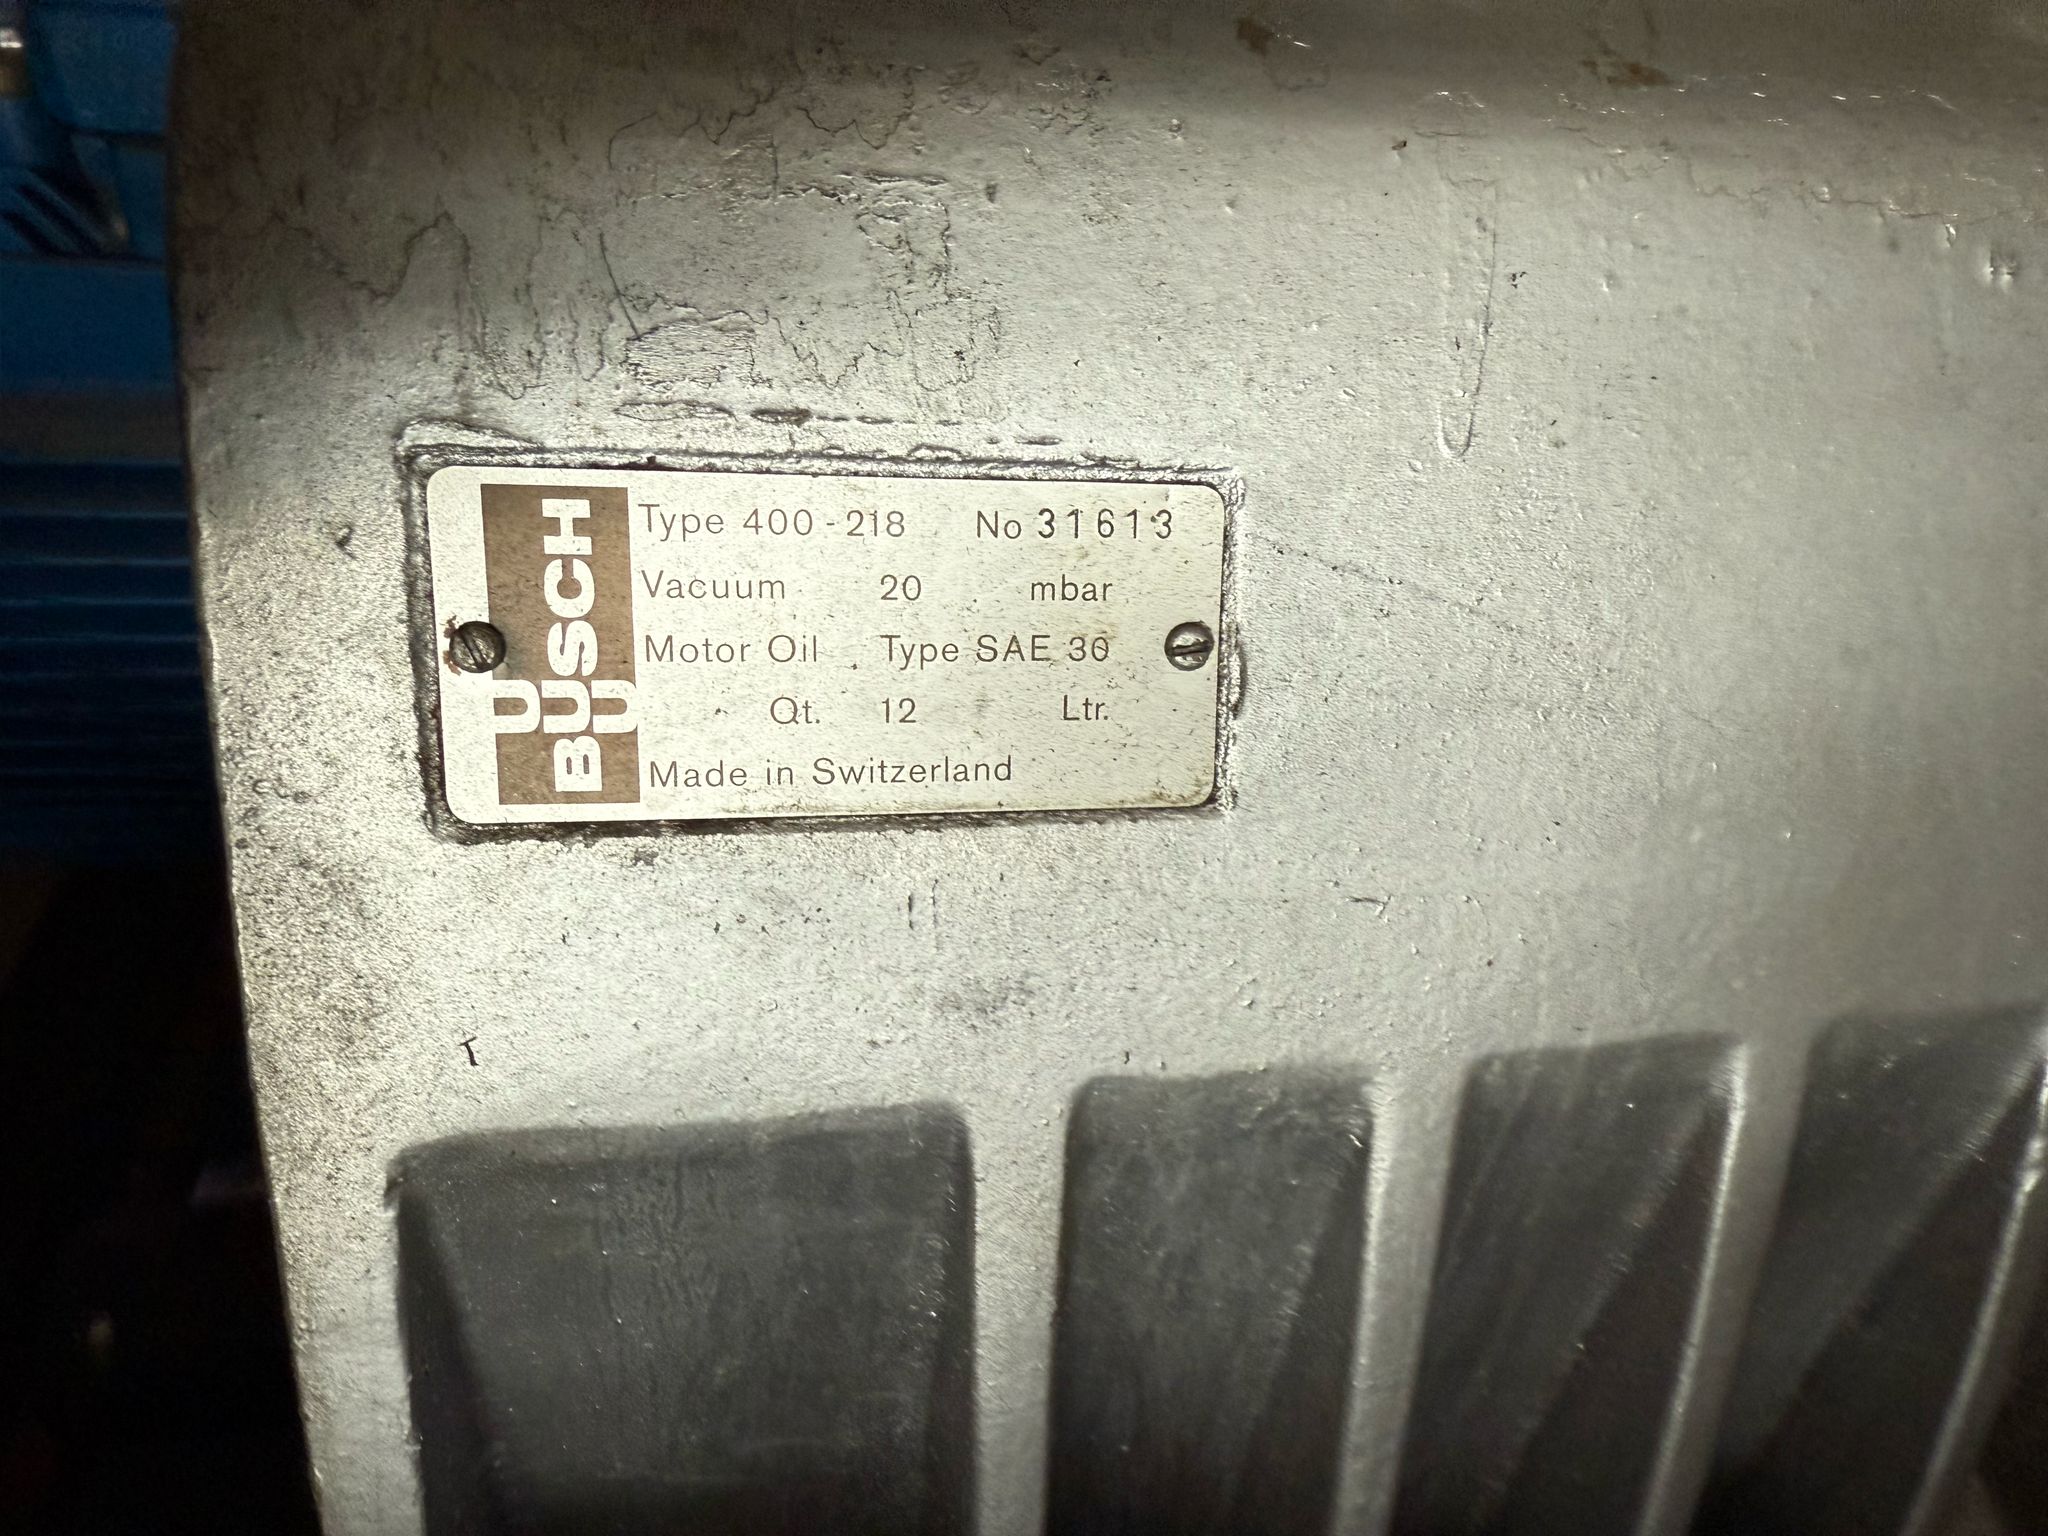 BUSCH
Type 400-218 No 31613
Vacuum 20 mbar
Motor Oil Type SAE 30
Qt. 12 Ltr.
Made in Switzerland